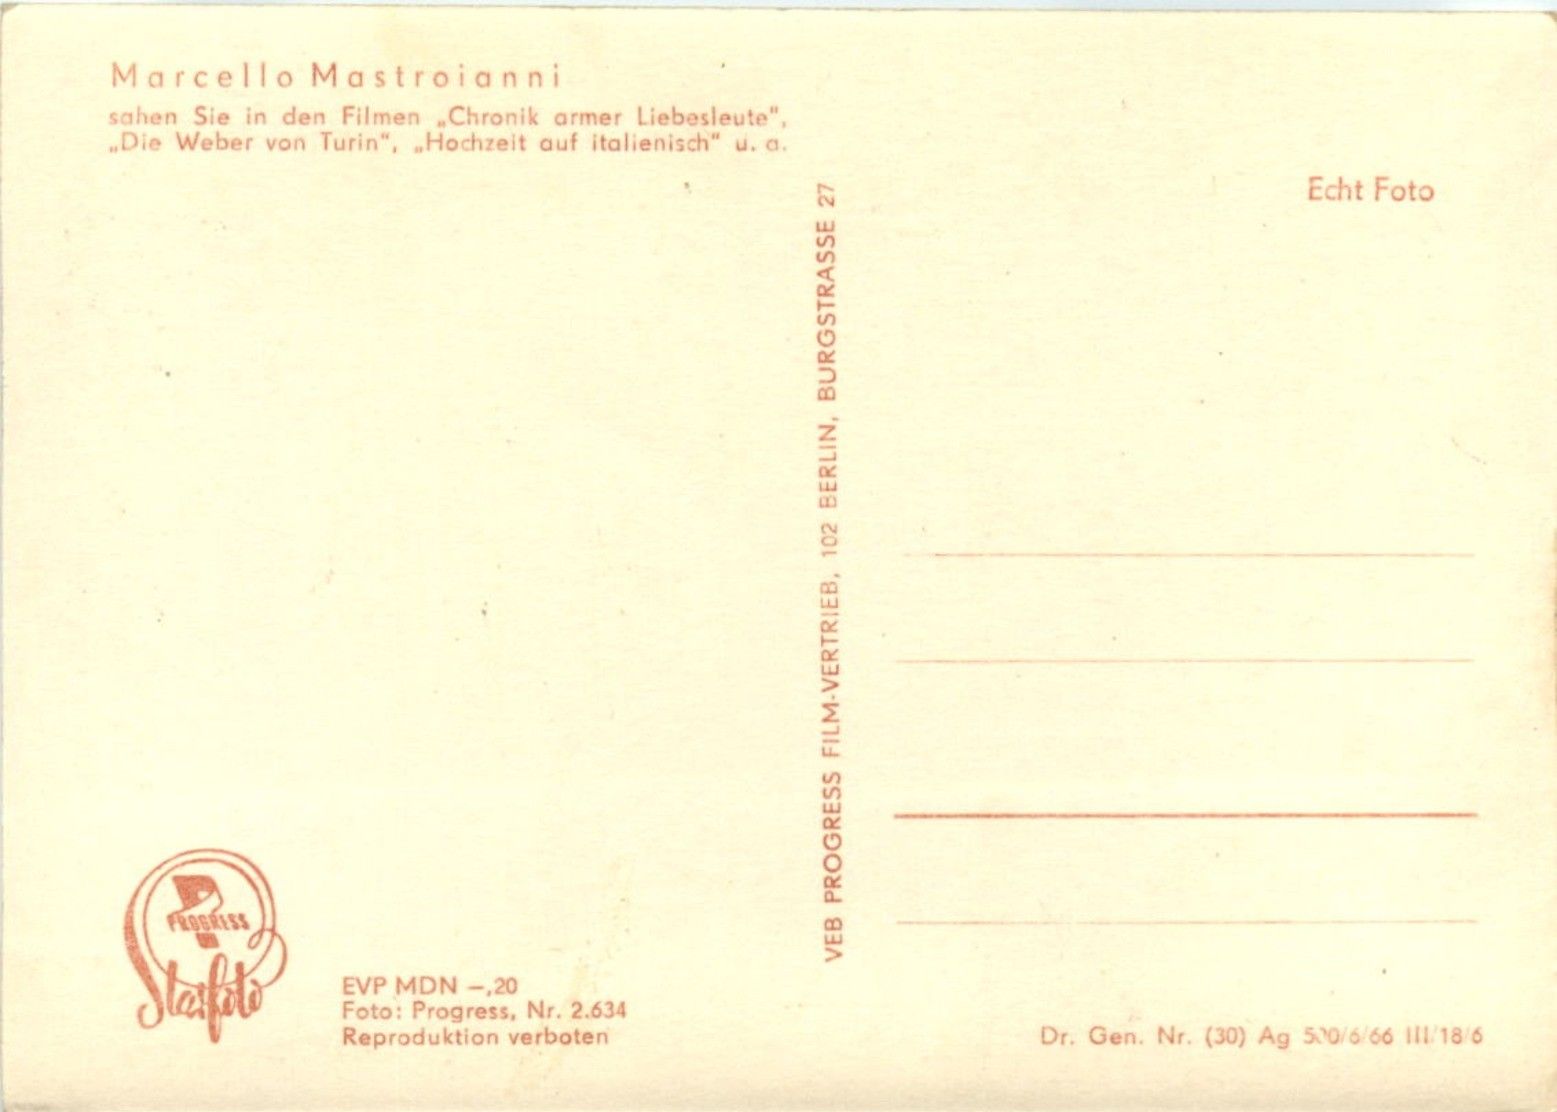 Marcello Mastroianni
sahen Sie in den Filmen „Chronik armer Liebesleute",
„Die Weber von Turin", „Hochzeit auf italienisch" u. a.
Echt Foto
VEB PROGRESS FILM-VERTRIEB, 102 BERLIN, BURGSTRASSE 27
PROGRESS
Starfoto
EVP MDN –,20
Foto: Progress, Nr. 2.634
Reproduktion verboten
Dr. Gen. Nr. (30) Ag 500/6/66 III/18/6